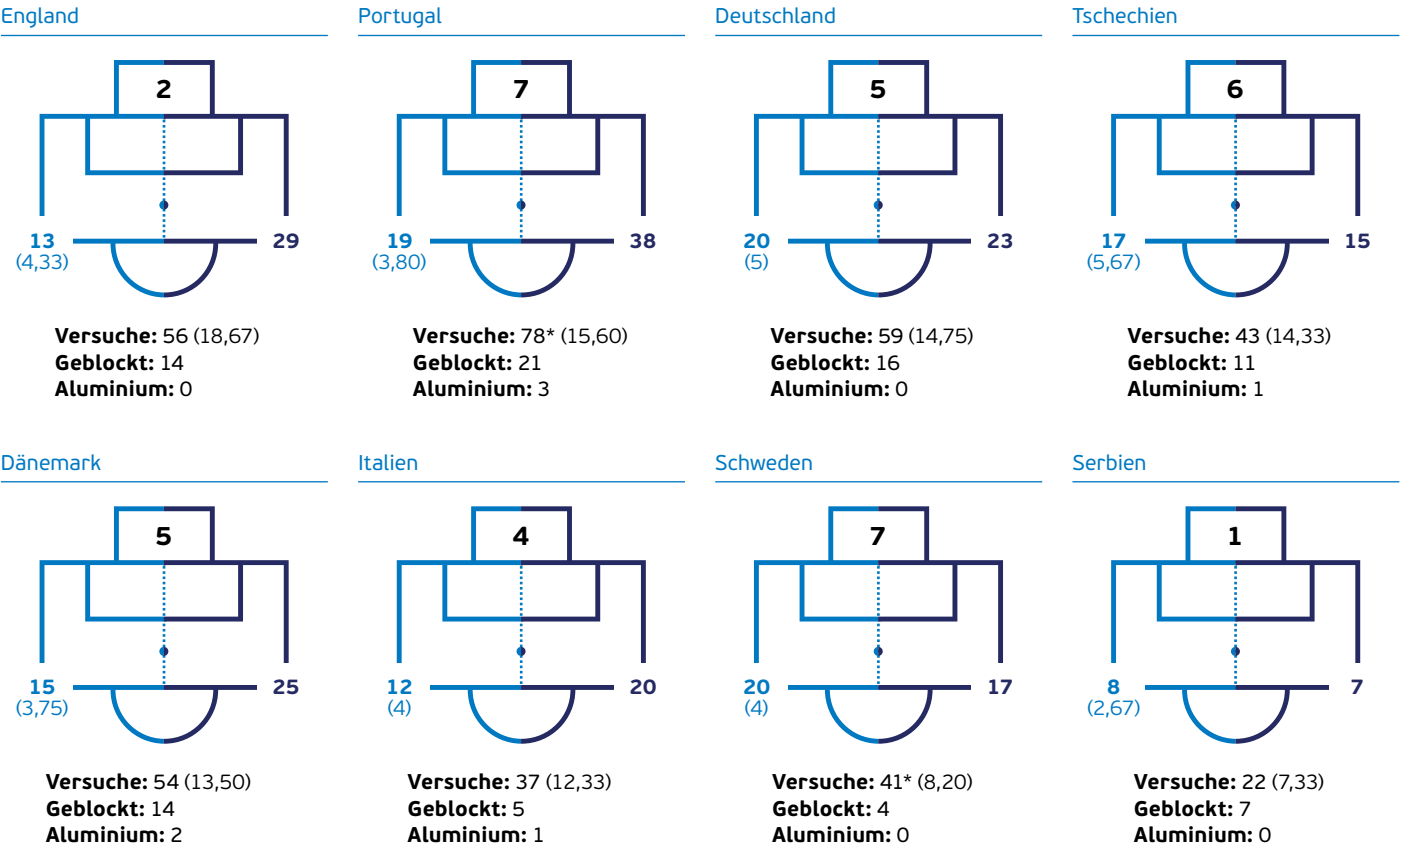 England
2
13
29
(4,33)
Versuche: 56 (18,67)
Geblockt: 14
Aluminium: 0
Portugal
7
19
38
(3,80)
Versuche: 78* (15,60)
Geblockt: 21
Aluminium: 3
Deutschland
5
20
23
(5)
Versuche: 59 (14,75)
Geblockt: 16
Aluminium: 0
Tschechien
6
17
15
(5,67)
Versuche: 43 (14,33)
Geblockt: 11
Aluminium: 1
Dänemark
5
15
25
(3,75)
Versuche: 54 (13,50)
Geblockt: 14
Aluminium: 2
Italien
4
12
20
(4)
Versuche: 37 (12,33)
Geblockt: 5
Aluminium: 1
Schweden
7
20
17
(4)
Versuche: 41* (8,20)
Geblockt: 4
Aluminium: 0
Serbien
1
8
7
(2,67)
Versuche: 22 (7,33)
Geblockt: 7
Aluminium: 0